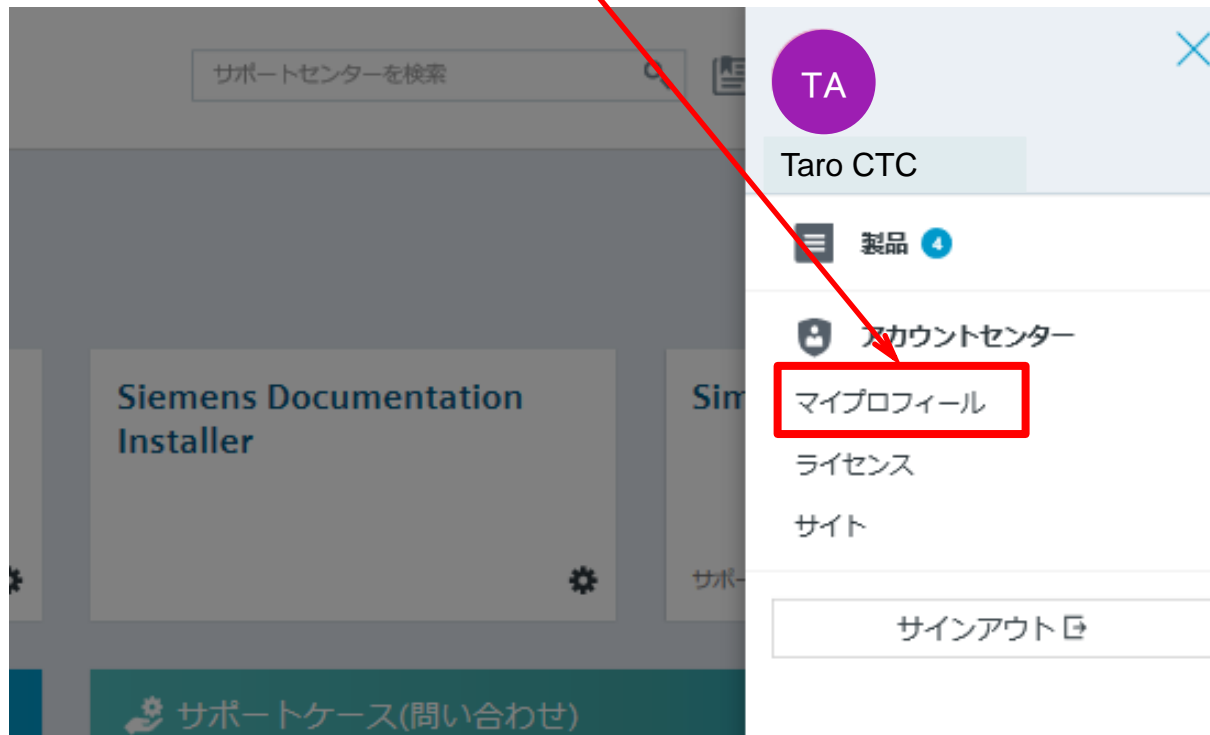 サポートセンターを検索
TA
Taro CTC
製品 4
アカウントセンター
マイプロフィール
ライセンス
サイト
サインアウト
Siemens Documentation
Installer
Sim
サポー
サポートケース(問い合わせ)